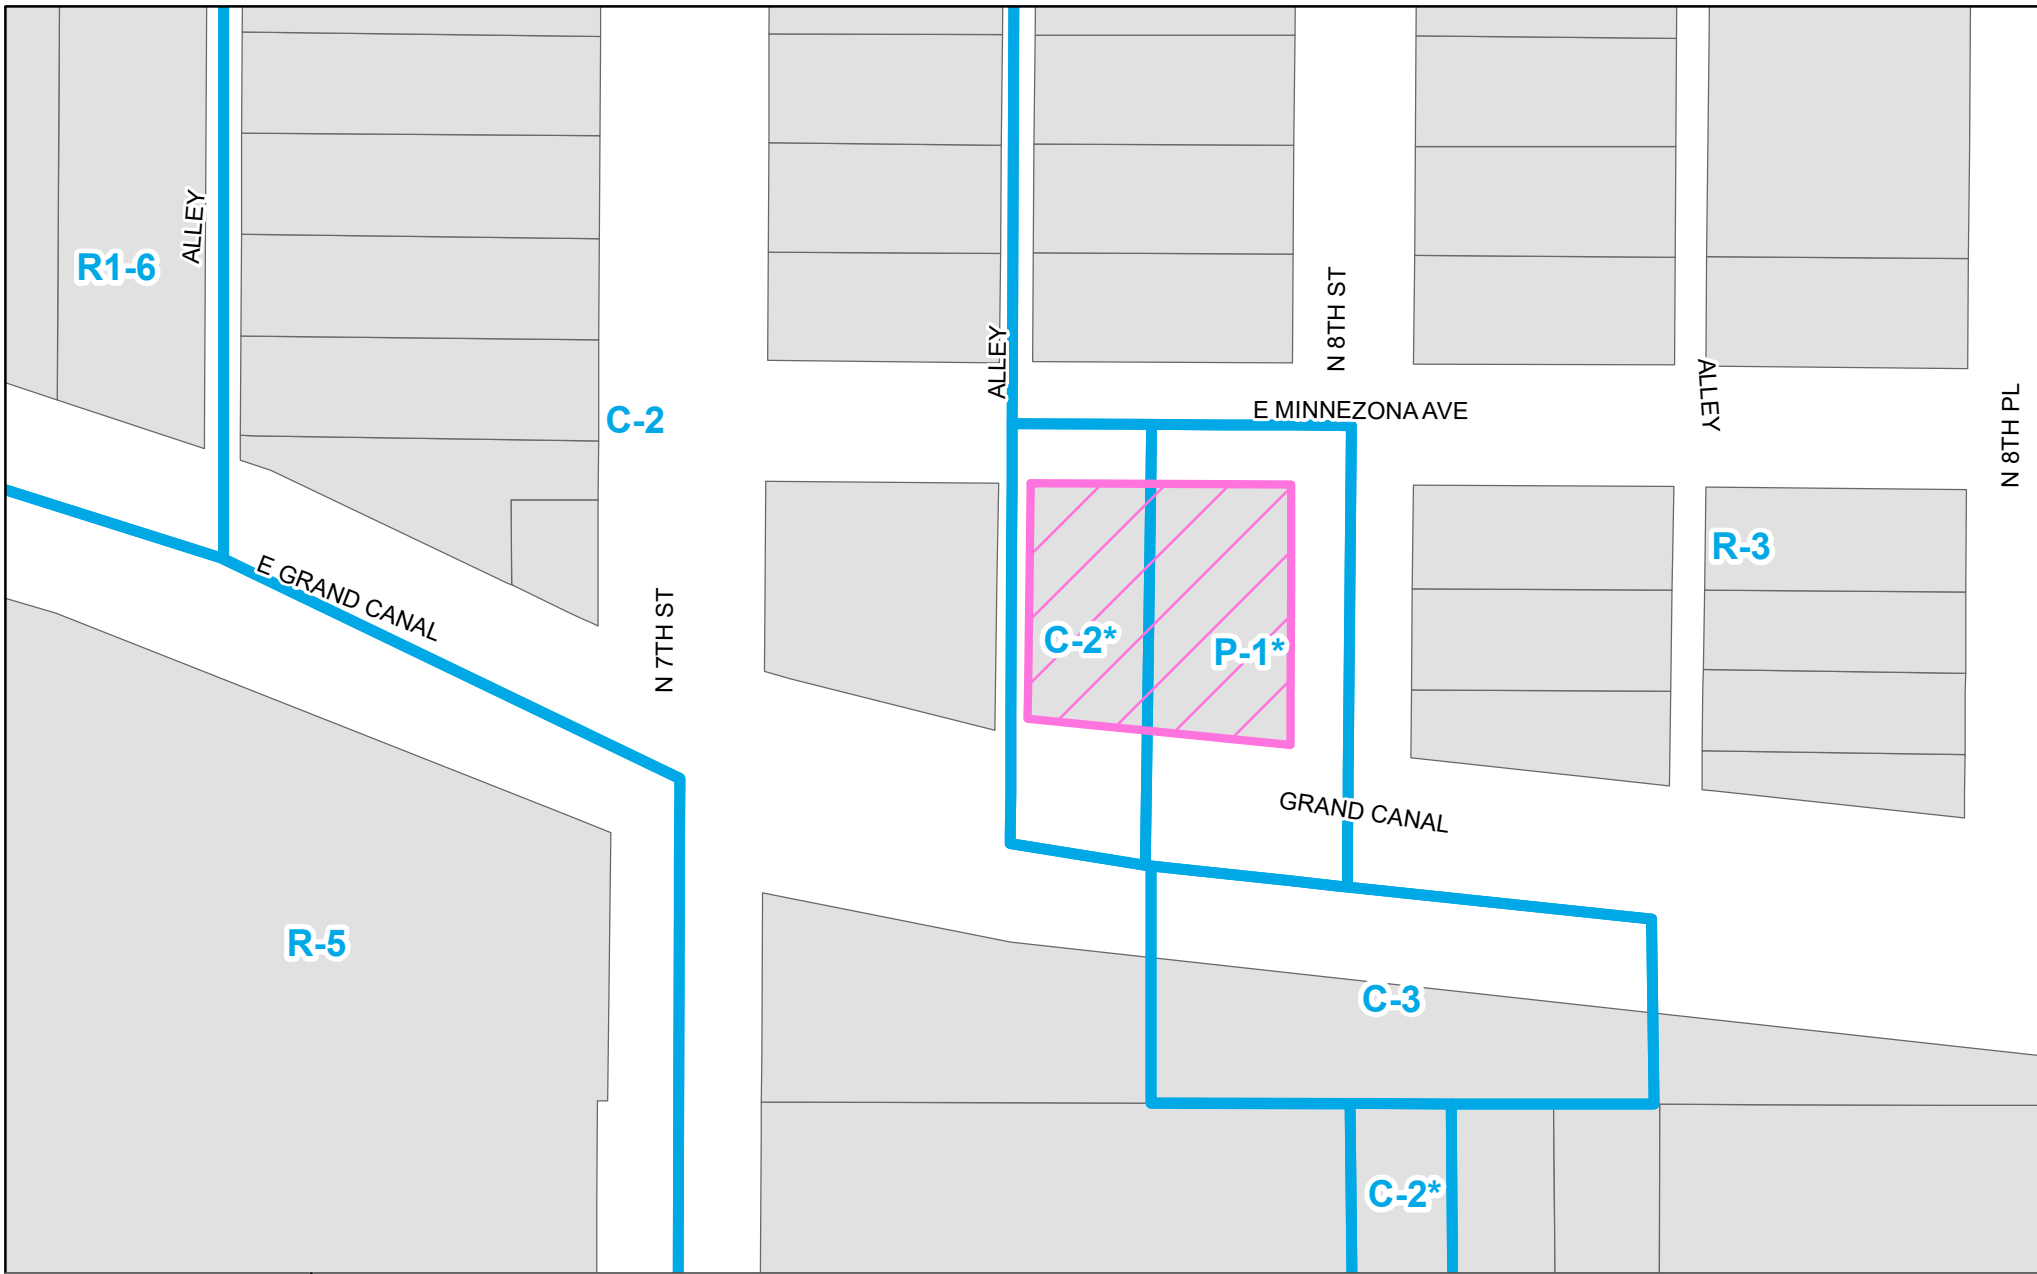 ALLEY
R1-6
N 8TH ST
ALLEY
ALLEY
C-2
E MINNEZONA AVE
N 8TH PL
R-3
E GRAND CANAL
N 7TH ST
C-2*
P-1*
GRAND CANAL
R-5
C-3
C-2*